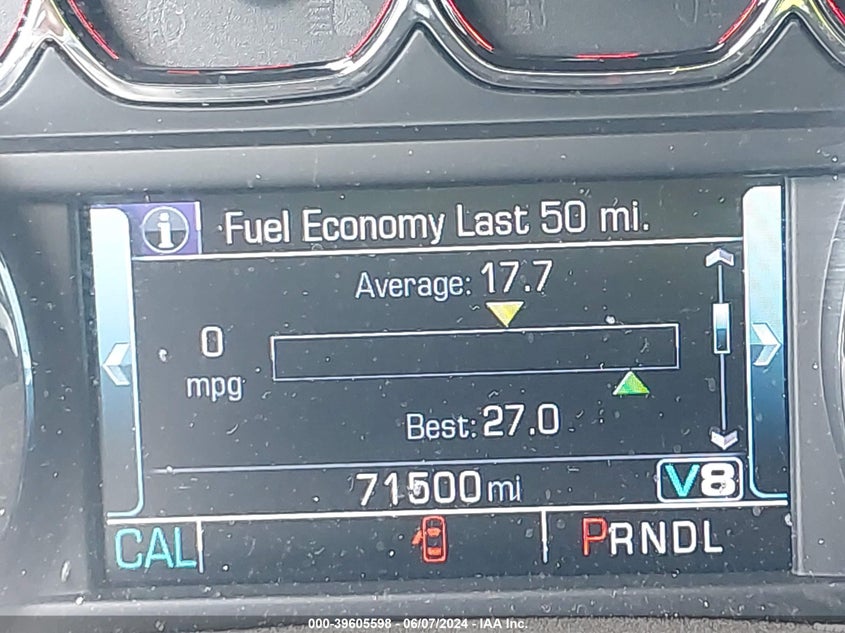 i Fuel Economy Last 50 mi.
Average: 17.7
0
mpg
Best: 27.0
71500 mi
V8
CAL
PRNDL
000-39605598 - 06/07/2024 - IAA Inc.